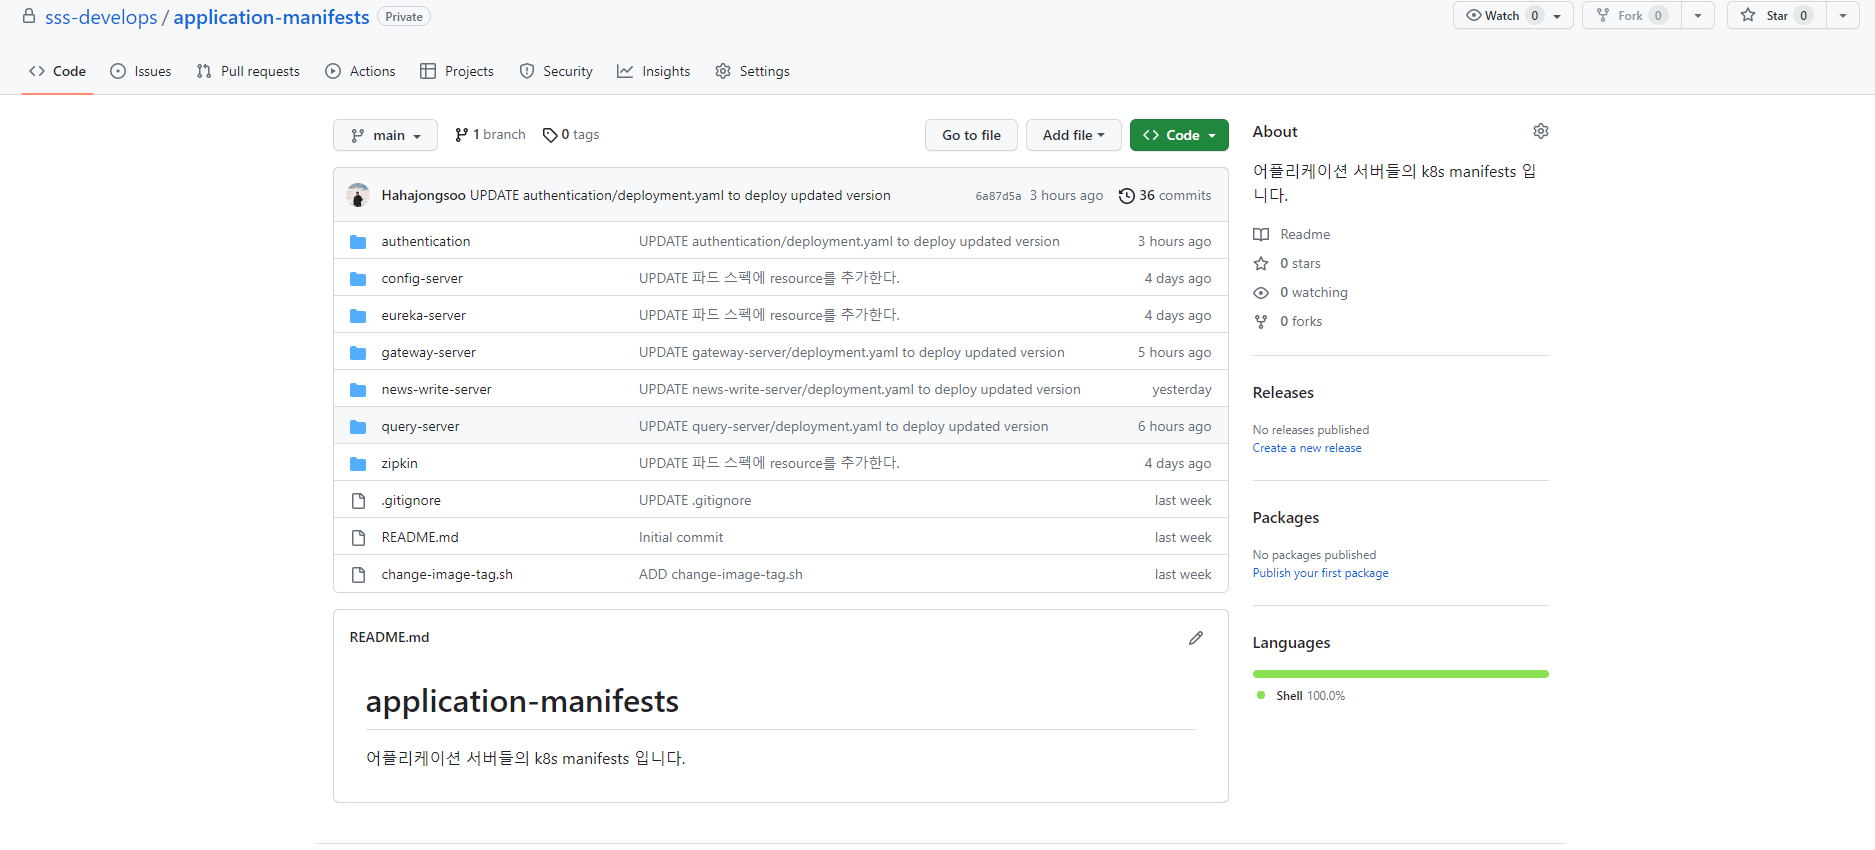 sss-develops / application-manifests Private
Watch 0 Fork 0 Star 0
Code Issues Pull requests Actions Projects Security Insights Settings
main 1 branch 0 tags Go to file Add file Code
Hahajongsoo UPDATE authentication/deployment.yaml to deploy updated version 6a87d5a 3 hours ago 36 commits
authentication UPDATE authentication/deployment.yaml to deploy updated version 3 hours ago
config-server UPDATE 파드 스펙에 resource를 추가한다. 4 days ago
eureka-server UPDATE 파드 스펙에 resource를 추가한다. 4 days ago
gateway-server UPDATE gateway-server/deployment.yaml to deploy updated version 5 hours ago
news-write-server UPDATE news-write-server/deployment.yaml to deploy updated version yesterday
query-server UPDATE query-server/deployment.yaml to deploy updated version 6 hours ago
zipkin UPDATE 파드 스펙에 resource를 추가한다. 4 days ago
.gitignore UPDATE .gitignore last week
README.md Initial commit last week
change-image-tag.sh ADD change-image-tag.sh last week
README.md
application-manifests
어플리케이션 서버들의 k8s manifests 입니다.
About
어플리케이션 서버들의 k8s manifests 입
니다.
Readme
0 stars
0 watching
0 forks
Releases
No releases published
Create a new release
Packages
No packages published
Publish your first package
Languages
Shell 100.0%